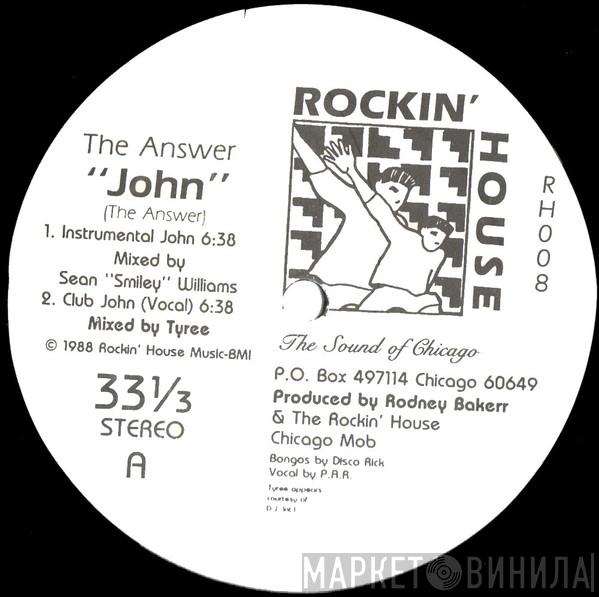 The Answer
"John"
(The Answer)
1. Instrumental John 6:38
Mixed by
Sean "Smiley" Williams
2. Club John (Vocal) 6:38
Mixed by Tyree
© 1988 Rockin' House Music-BMI
33⅓
STEREO
A
ROCKIN'
HOUSE
RH008
The Sound of Chicago
P.O. Box 497114 Chicago 60649
Produced by Rodney Bakerr
& The Rockin' House
Chicago Mob
Bongos by Disco Rick
Vocal by P.A.R.
Tyree appears
courtesy of
МАРКЕТ ВИНИЛА